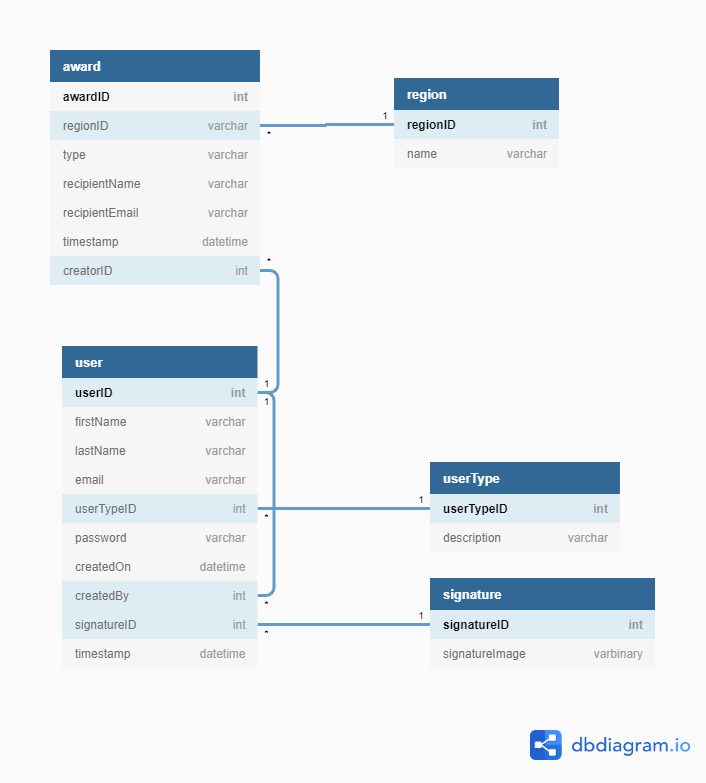 award
awardID int
regionID varchar
type varchar
recipientName varchar
recipientEmail varchar
timestamp datetime
creatorID int
*
*
1
region
regionID int
name varchar
user
userID int
firstName varchar
lastName varchar
email varchar
userTypeID int
password varchar
createdOn datetime
createdBy int
signatureID int
timestamp datetime
1
1
*
*
*
1
userType
userTypeID int
description varchar
1
signature
signatureID int
signatureImage varbinary
dbdiagram.io